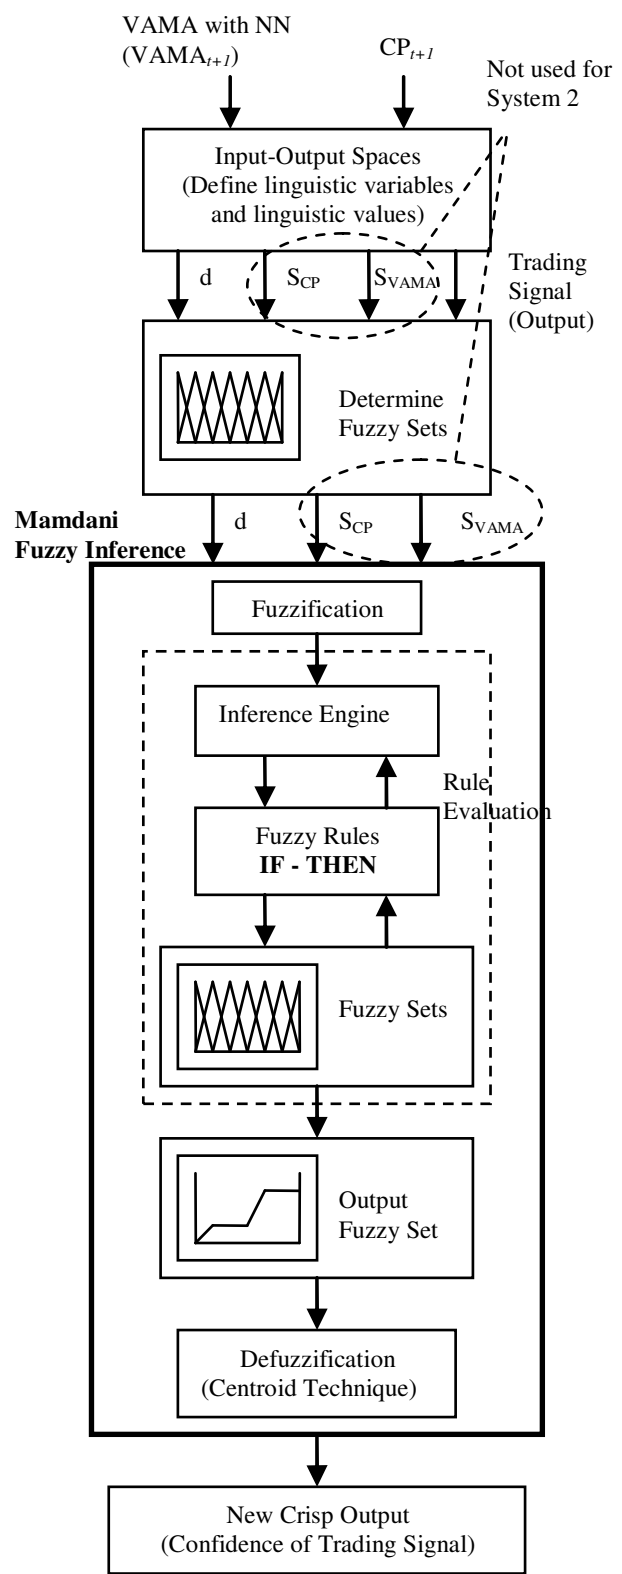 VAMA with NN
(VAMAt+1)
CPt+1
Not used for
System 2
Input-Output Spaces
(Define linguistic variables
and linguistic values)
d
SCP
SVAMA
Trading
Signal
(Output)
Determine
Fuzzy Sets
Mamdani
Fuzzy Inference
d
SCP
SVAMA
Fuzzification
Inference Engine
Rule
Evaluation
Fuzzy Rules
IF - THEN
Fuzzy Sets
Output
Fuzzy Set
Defuzzification
(Centroid Technique)
New Crisp Output
(Confidence of Trading Signal)